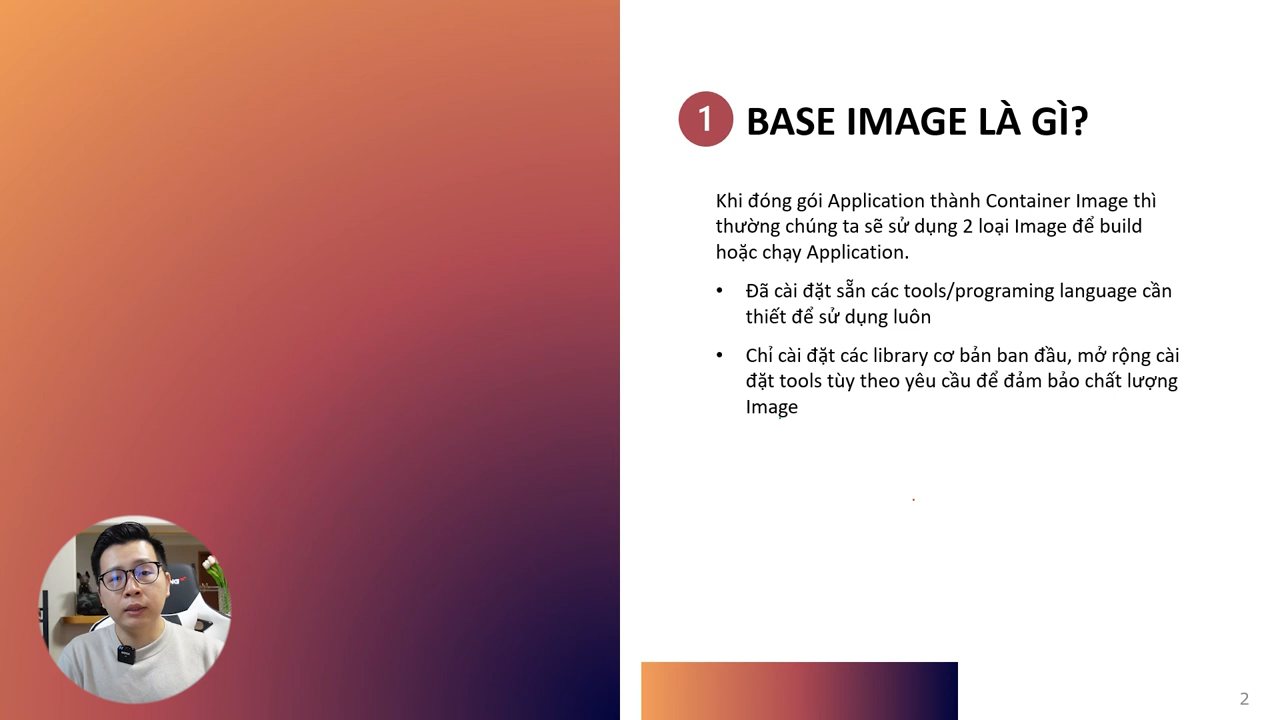 1 BASE IMAGE LÀ GÌ?
Khi đóng gói Application thành Container Image thì
thường chúng ta sẽ sử dụng 2 loại Image để build
hoặc chạy Application.
• Đã cài đặt sẵn các tools/programing language cần
thiết để sử dụng luôn
• Chỉ cài đặt các library cơ bản ban đầu, mở rộng cài
đặt tools tùy theo yêu cầu để đảm bảo chất lượng
Image
2